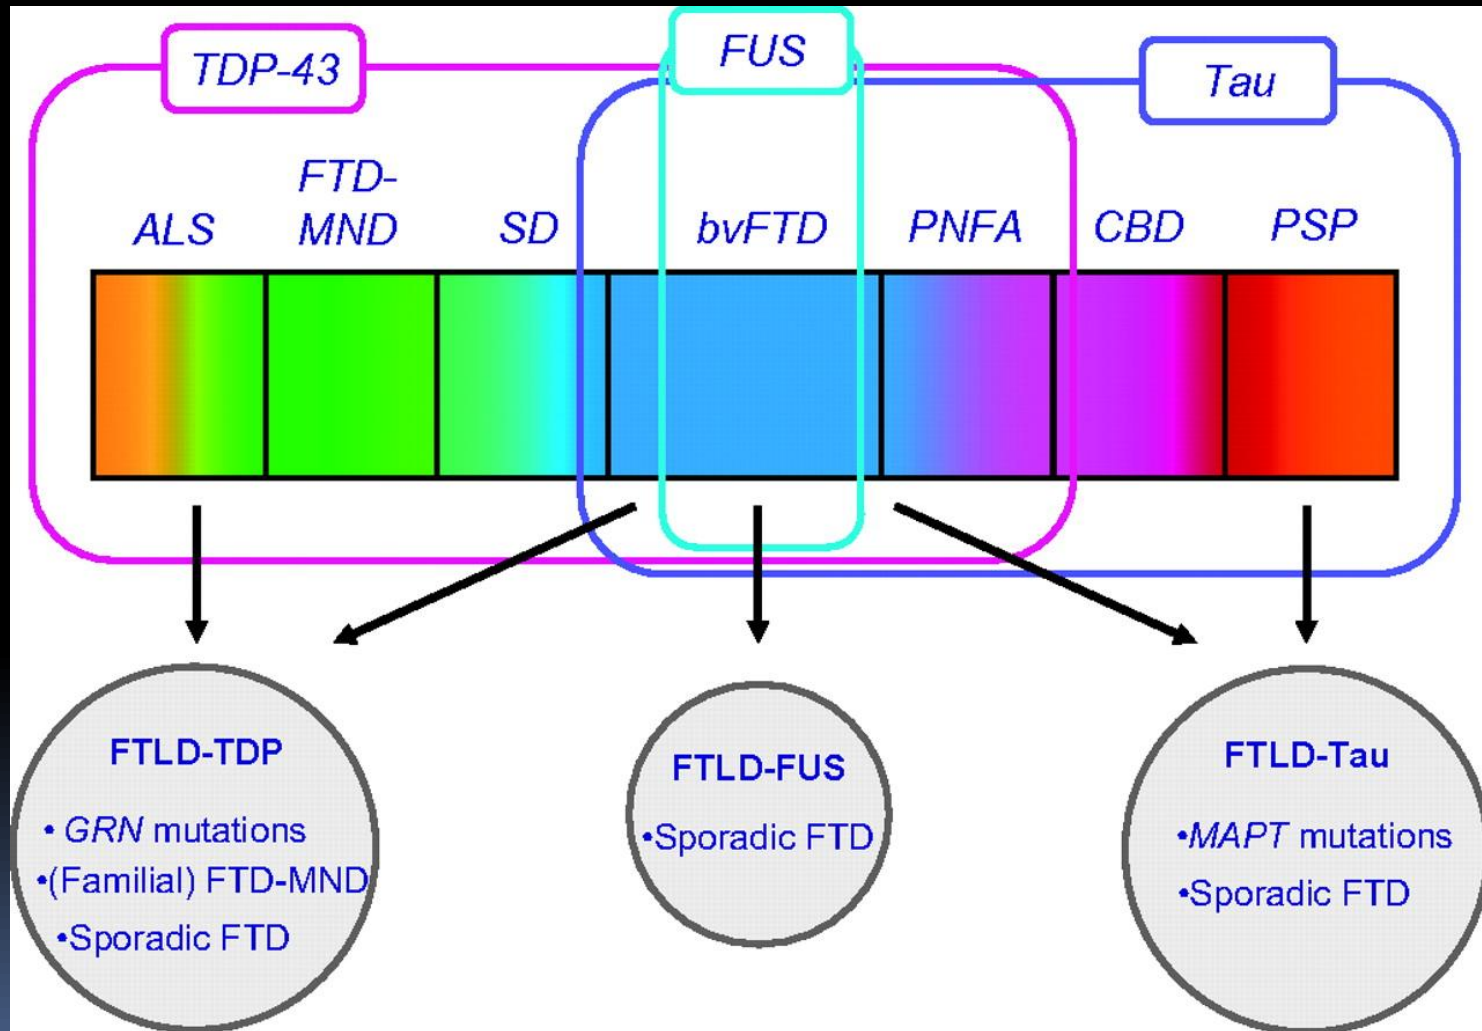 TDP-43
FUS
Tau
ALS
FTD-
MND
SD
bvFTD
PNFA
CBD
PSP
FTLD-TDP
• GRN mutations
•(Familial) FTD-MND
•Sporadic FTD
FTLD-FUS
•Sporadic FTD
FTLD-Tau
•MAPT mutations
•Sporadic FTD